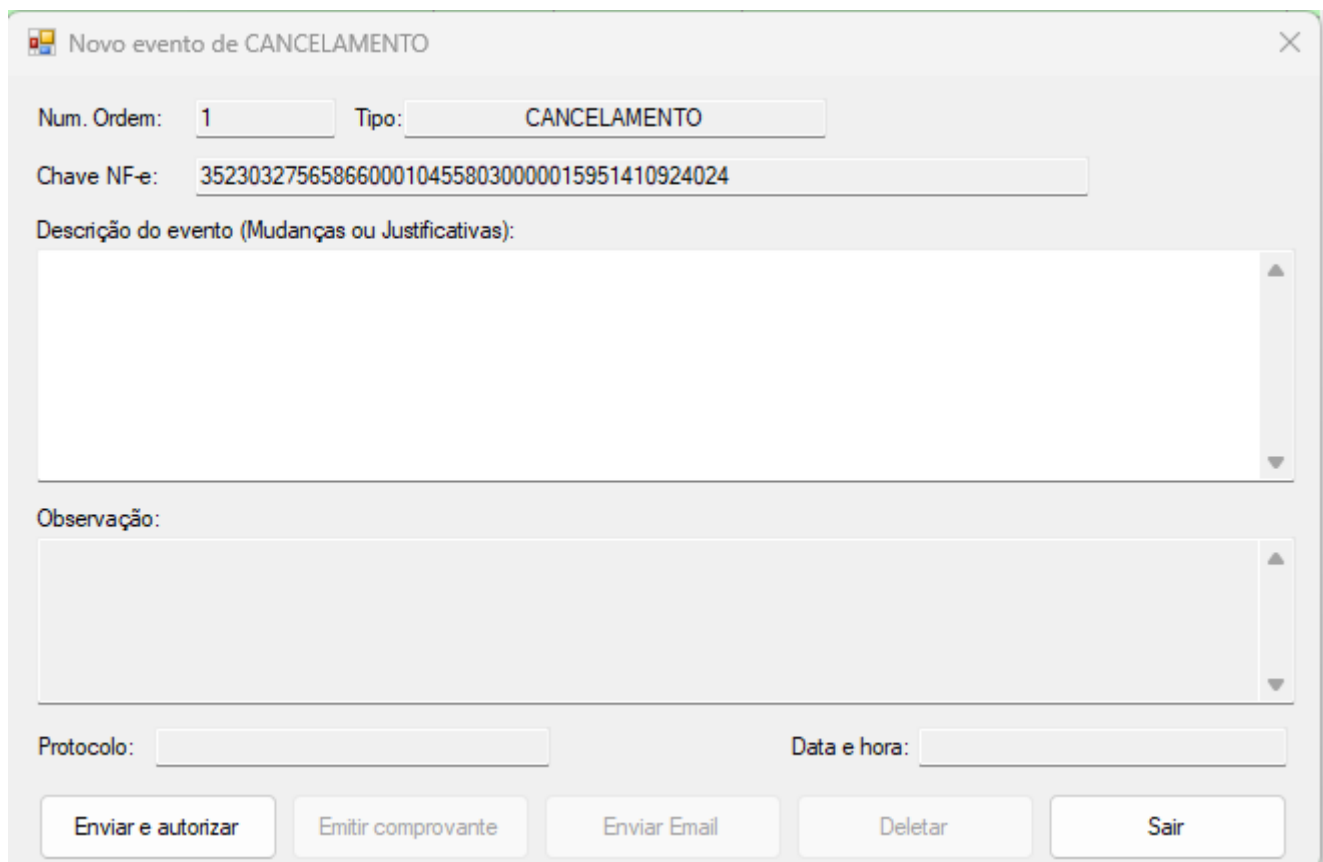 Novo evento de CANCELAMENTO
Num. Ordem: 1 Tipo: CANCELAMENTO
Chave NF-e: 35230327565866000104558030000015951410924024
Descrição do evento (Mudanças ou Justificativas):
Observação:
Protocolo: Data e hora:
Enviar e autorizar Emitir comprovante Enviar Email Deletar Sair